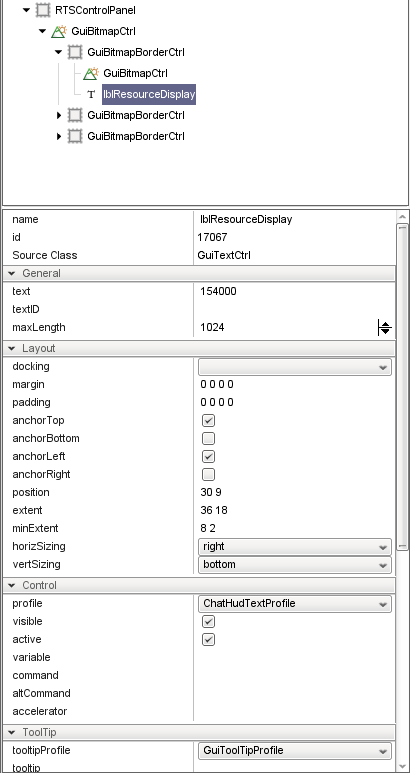 RTSControlPanel
GuiBitmapCtrl
GuiBitmapBorderCtrl
GuiBitmapCtrl
T lblResourceDisplay
GuiBitmapBorderCtrl
GuiBitmapBorderCtrl
name lblResourceDisplay
id 17067
Source Class GuiTextCtrl
General
text 154000
textID
maxLength 1024
Layout
docking
margin 0 0 0 0
padding 0 0 0 0
anchorTop
anchorBottom
anchorLeft
anchorRight
position 30 9
extent 36 18
minExtent 8 2
horizSizing right
vertSizing bottom
Control
profile ChatHudTextProfile
visible
active
variable
command
altCommand
accelerator
ToolTip
tooltipProfile GuiToolTipProfile
tooltip